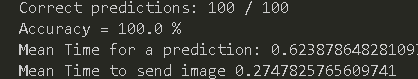 Correct predictions: 100 / 100
Accuracy = 100.0 %
Mean Time for a prediction: 0.623878648281097
Mean Time to send image 0.2747825765609741